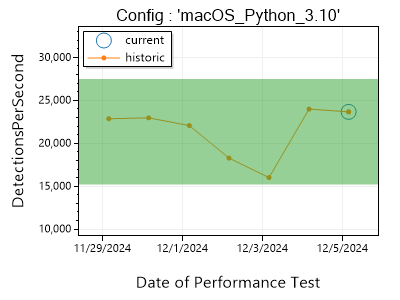 Config : 'macOS_Python_3.10'
current
historic
DetectionsPerSecond
30,000
25,000
20,000
15,000
10,000
11/29/2024 12/1/2024 12/3/2024 12/5/2024
Date of Performance Test